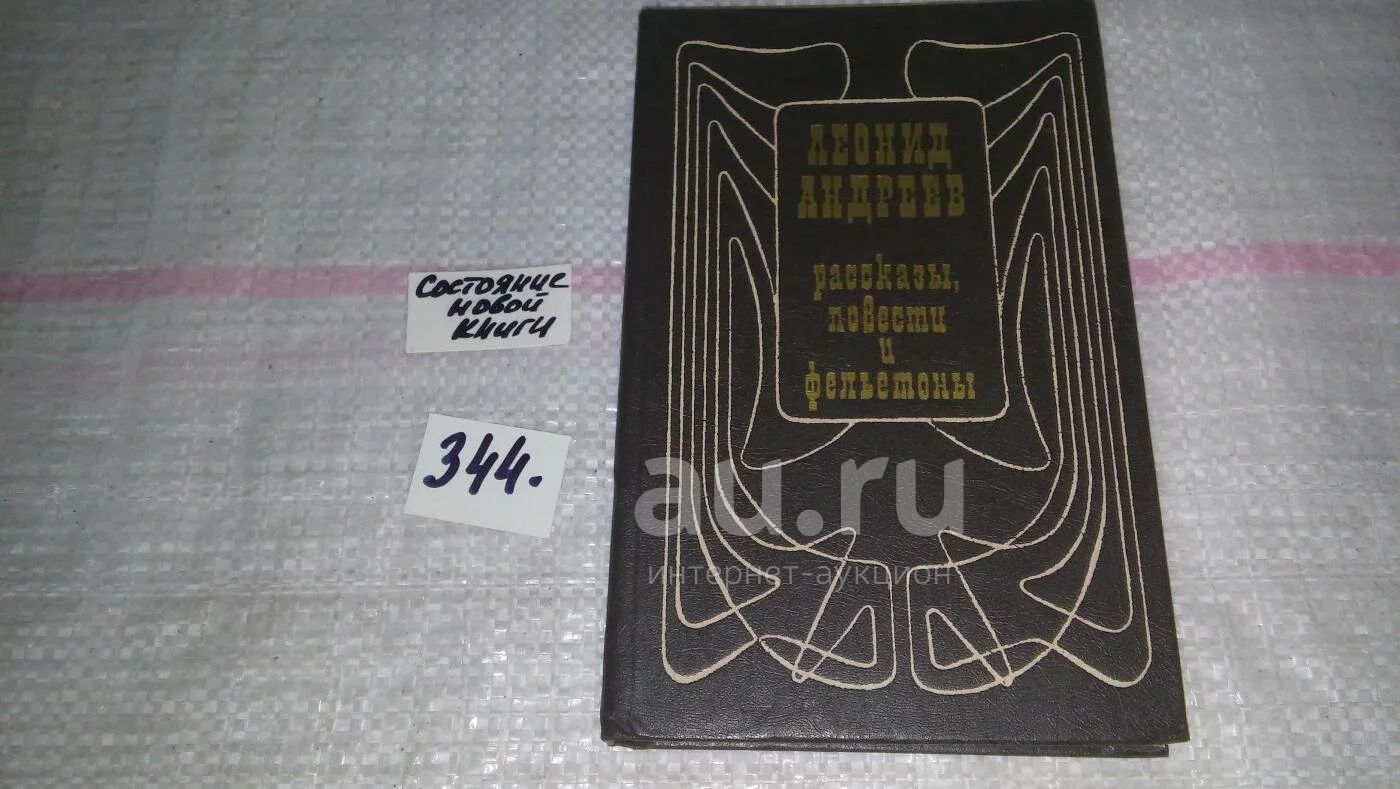 Состояние
новой
книги
344.
ЛЕОНИД
АНДРЕЕВ
рассказы,
повести
и
фельетоны
au.ru
интернет-аукцион